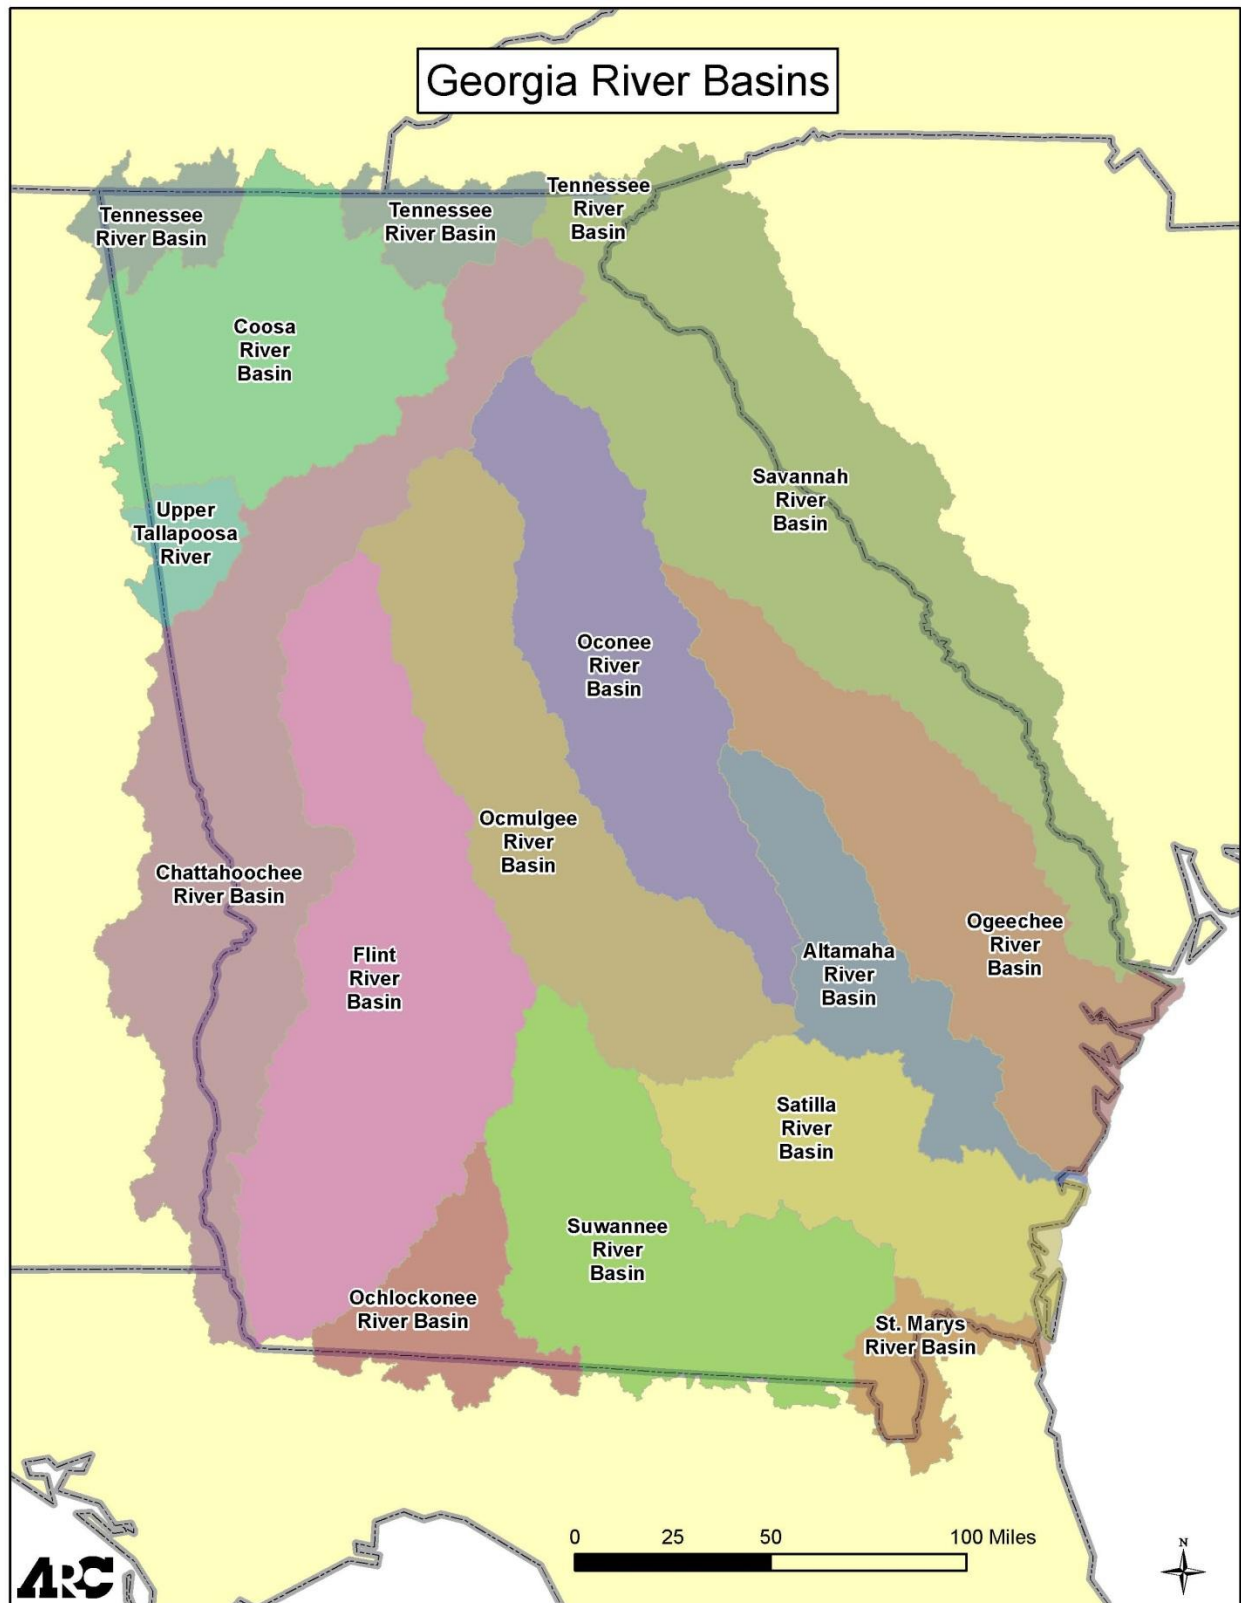 Georgia River Basins
Tennessee
River Basin
Tennessee
River Basin
Tennessee
River
Basin
Coosa
River
Basin
Savannah
River
Basin
Upper
Tallapoosa
River
Oconee
River
Basin
Ocmulgee
River
Basin
Chattahoochee
River Basin
Flint
River
Basin
Altamaha
River
Basin
Ogeechee
River
Basin
Satilla
River
Basin
Suwannee
River
Basin
Ochlockonee
River Basin
St. Marys
River Basin
0 25 50 100 Miles
N
ARC